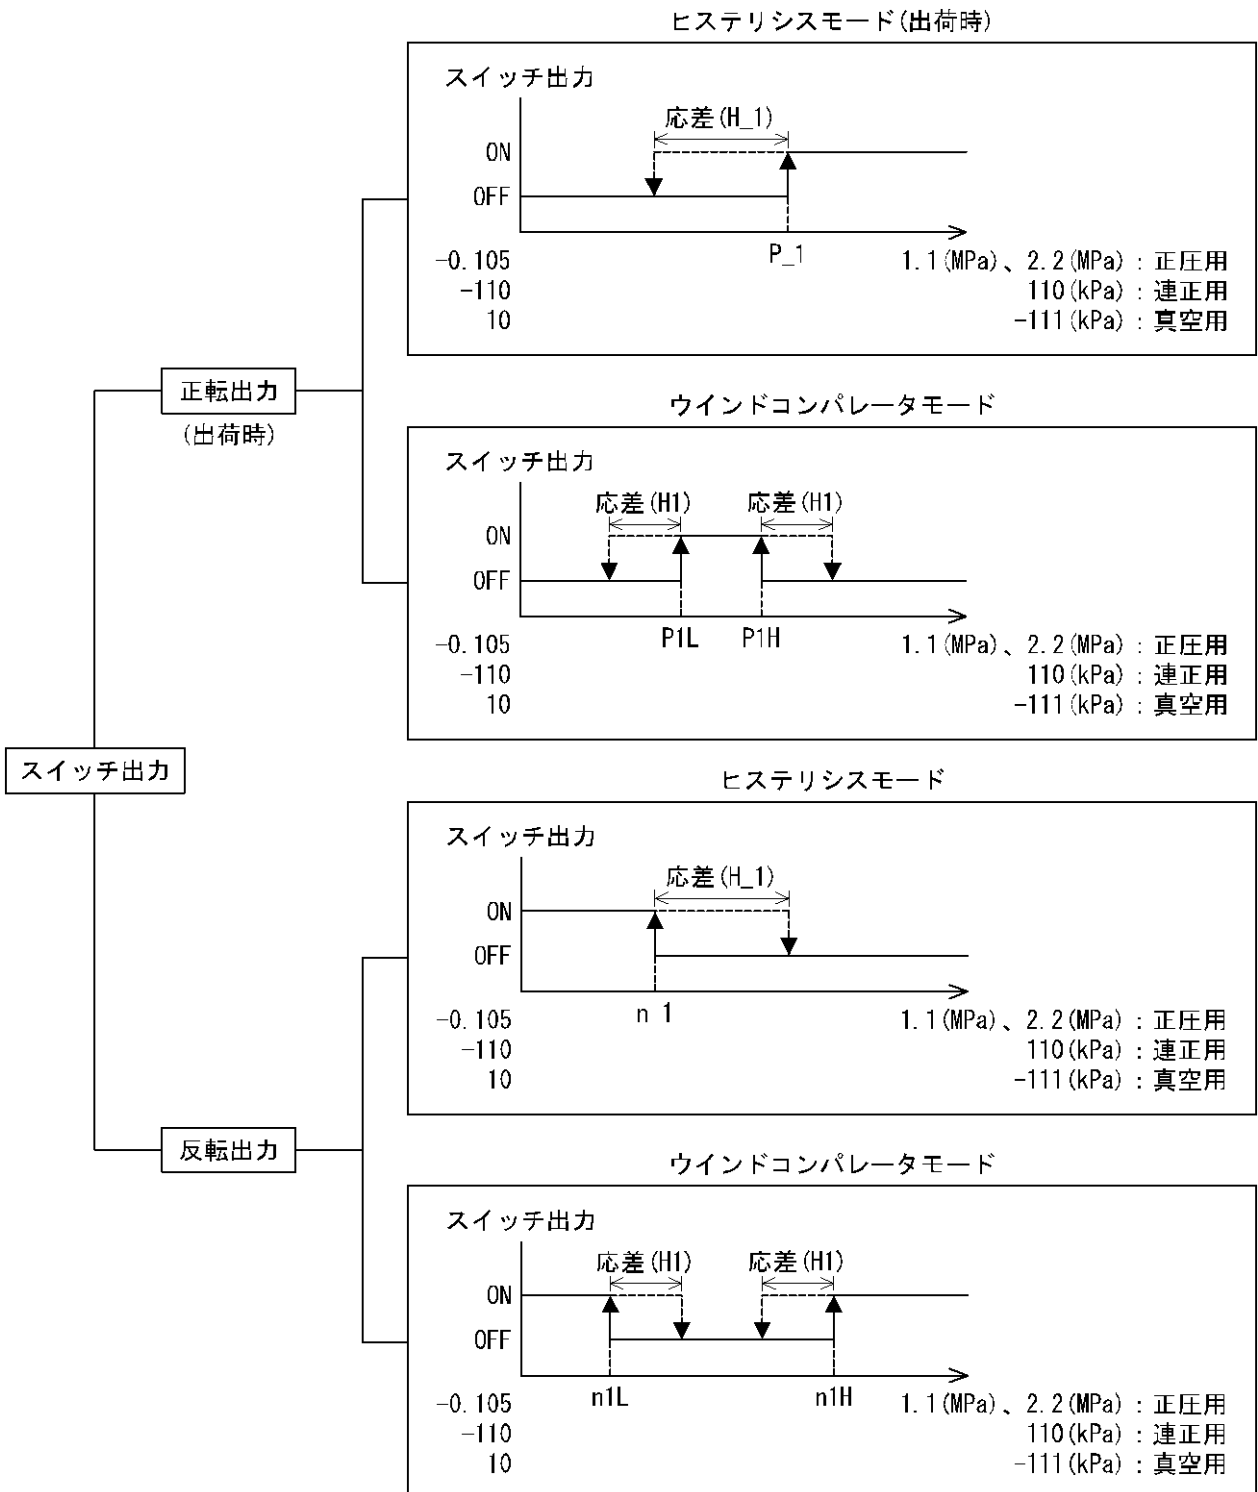 ヒステリシスモード(出荷時)
スイッチ出力
応差(H_1)
ON
OFF
P_1
-0.105 1.1(MPa)、2.2(MPa):正圧用
-110 110(kPa):連正用
10 -111(kPa):真空用
正転出力
(出荷時)
ウインドコンパレータモード
スイッチ出力
応差(H1) 応差(H1)
ON
OFF
P1L P1H
-0.105 1.1(MPa)、2.2(MPa):正圧用
-110 110(kPa):連正用
10 -111(kPa):真空用
スイッチ出力
ヒステリシスモード
スイッチ出力
応差(H_1)
ON
OFF
n 1
-0.105 1.1(MPa)、2.2(MPa):正圧用
-110 110(kPa):連正用
10 -111(kPa):真空用
反転出力
ウインドコンパレータモード
スイッチ出力
応差(H1) 応差(H1)
ON
OFF
n1L n1H
-0.105 1.1(MPa)、2.2(MPa):正圧用
-110 110(kPa):連正用
10 -111(kPa):真空用